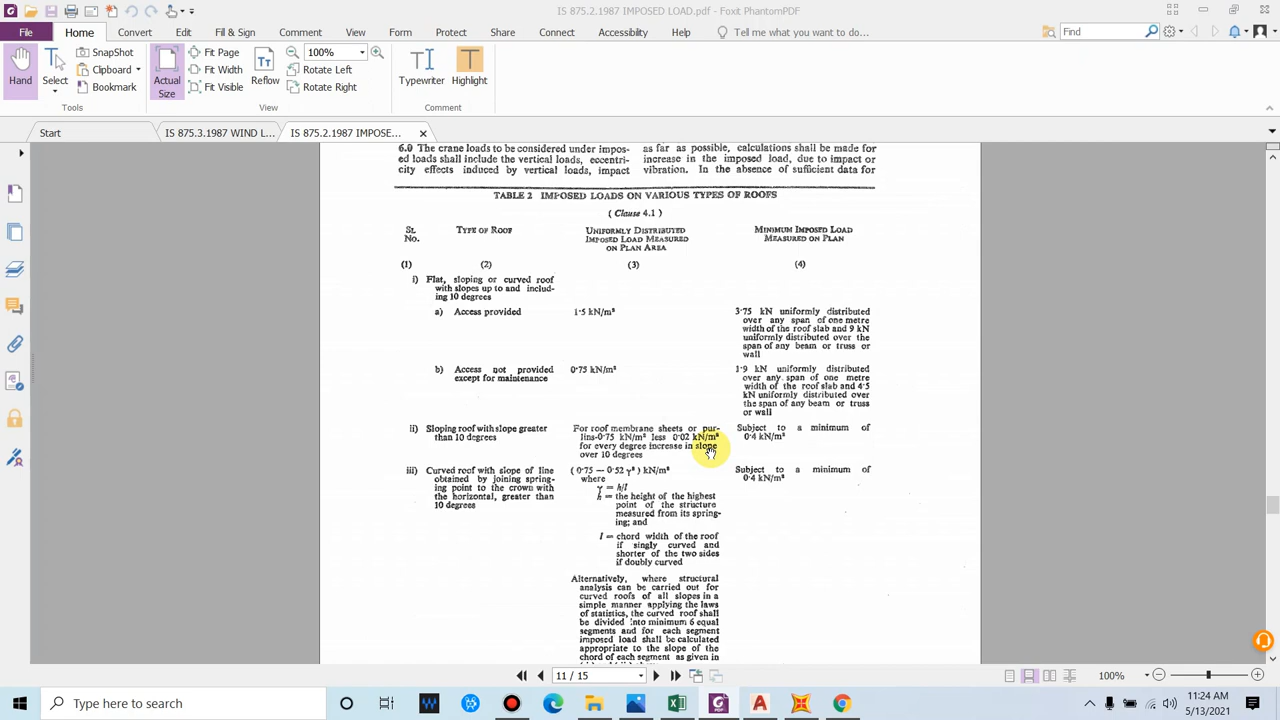 IS 875.2.1987 IMPOSED LOAD.pdf - Foxit PhantomPDF
File Home Convert Edit Fill & Sign Comment View Form Protect Share Connect Accessibility Help Tell me what you want to do... Find
Hand
Select
SnapShot
Clipboard
Bookmark
Tools
Actual
Size
Fit Page
Fit Width
Fit Visible
Reflow
100%
Rotate Left
Rotate Right
View
Typewriter
Highlight
Comment
Start IS 875.3.1987 WIND L... IS 875.2.1987 IMPOSE...
6.0 The crane loads to be considered under impos-
ed loads shall include the vertical loads, eccentri-
city effects induced by vertical loads, impact
as far as possible, calculations shall be made for
increase in the imposed load, due to impact or
vibration. In the absence of sufficient data for
TABLE 2 IMPOSED LOADS ON VARIOUS TYPES OF ROOFS
( Clause 4.1 )
SL
No.
TYPE OF ROOF
UNIFORMLY DISTRIBUTED
IMPOSED LOAD MEASURED
ON PLAN AREA
MINIMUM IMPOSED LOAD
MEASURED ON PLAN
(1) (2) (3) (4)
i) Flat, sloping or curved roof
with slopes up to and includ-
ing 10 degrees
a) Access provided
1·5 kN/m²
3·75 kN uniformly distributed
over any span of one metre
width of the roof slab and 9 kN
uniformly distributed over the
span of any beam or truss or
wall
b) Access not provided
except for maintenance
0·75 kN/m²
1·9 kN uniformly distributed
over any span of one metre
width of the roof slab and 4·5
kN uniformly distributed over
the span of any beam or truss
or wall
ii) Sloping roof with slope greater
than 10 degrees
For roof membrane sheets or pur-
lins-0·75 kN/m² less 0·02 kN/m²
for every degree increase in slope
over 10 degrees
Subject to a minimum of
0·4 kN/m²
iii) Curved roof with slope of line
obtained by joining spring-
ing point to the crown with
the horizontal, greater than
10 degrees
( 0·75 — 0·52 γ² ) kN/m²
where
γ = h/l
h = the height of the highest
point of the structure
measured from its spring-
ing; and
l = chord width of the roof
if singly curved and
shorter of the two sides
if doubly curved
Subject to a minimum of
0·4 kN/m²
Alternatively, where structural
analysis can be carried out for
curved roofs of all slopes in a
simple manner applying the laws
of statistics, the curved roof shall
be divided into minimum 6 equal
segments and for each segment
imposed load shall be calculated
appropriate to the slope of the
chord of each segment as given in
11 / 15
100%
Type here to search
11:24 AM
5/13/2021